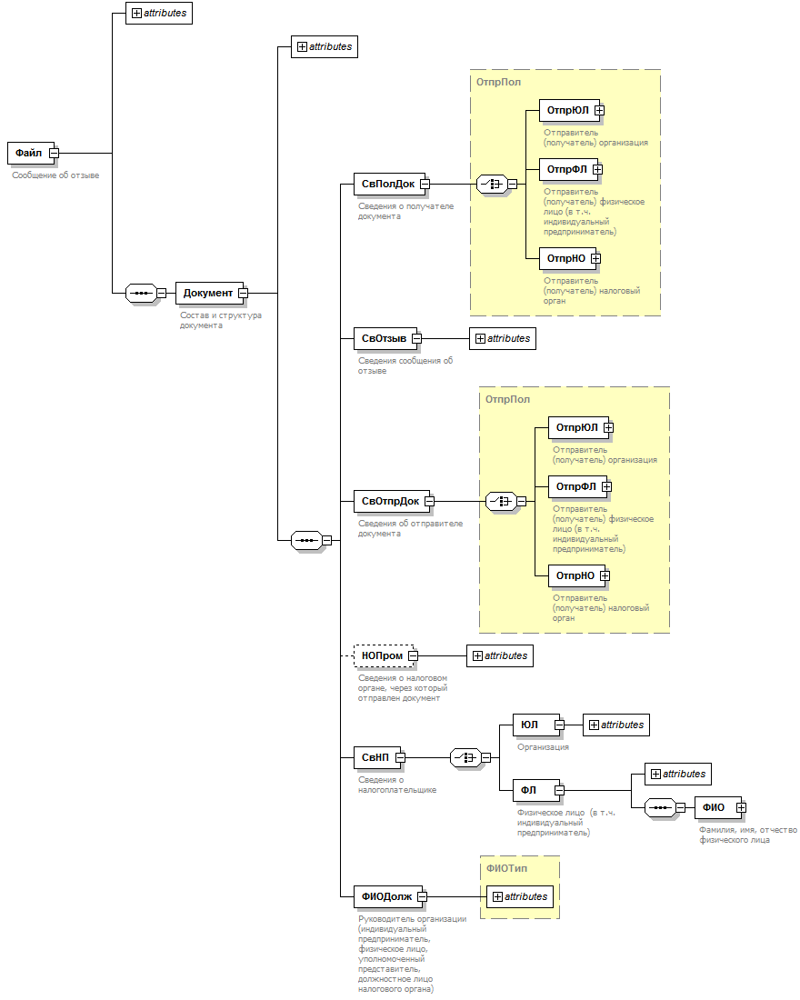 attributes
attributes
ОтпрПол
ОтпрЮЛ
Отправитель
(получатель) организация
Файл
Сообщение об отзыве
ОтпрФЛ
Отправитель
(получатель) физическое
лицо (в т.ч.
индивидуальный
предприниматель)
СвПолДок
Сведения о получателе
документа
ОтпрНО
Отправитель
(получатель) налоговый
орган
Документ
Состав и структура
документа
СвОтзыв
attributes
Сведения сообщения об
отзыве
ОтпрПол
ОтпрЮЛ
Отправитель
(получатель) организация
ОтпрФЛ
Отправитель
(получатель) физическое
лицо (в т.ч.
индивидуальный
предприниматель)
СвОтпрДок
Сведения об отправителе
документа
ОтпрНО
Отправитель
(получатель) налоговый
орган
НОПром
attributes
Сведения о налоговом
органе, через который
отправлен документ
ЮЛ
attributes
Организация
СвНП
Сведения о
налогоплательщике
ФЛ
Физическое лицо (в т.ч.
индивидуальный
предприниматель)
attributes
ФИО
Фамилия, имя, отчество
физического лица
ФИОТип
ФИОДолж
attributes
Руководитель организации
(индивидуальный
предприниматель,
физическое лицо,
уполномоченный
представитель,
должностное лицо
налогового органа)